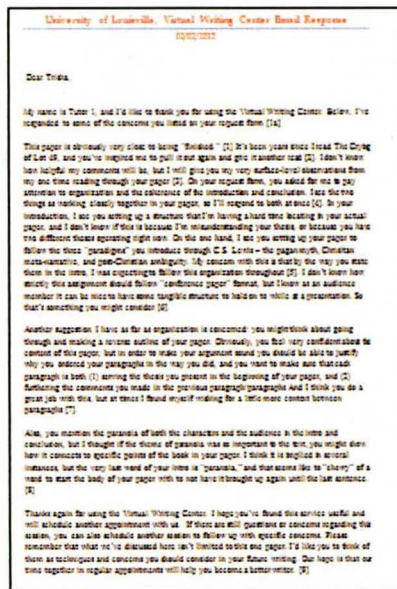 University of Louisville, Virtual Writing Center Email Response
Dear Trisha,
My name is Tutor 1, and I'd like to thank you for using the Virtual Writing Center. Below, I've
responded to some of the concerns you listed on your request form. [1a]
This paper is obviously very close to being "finished." [1] It's been years since I read The Crying
of Lot 49, and you've inspired me to pull it out again and give it another read [2]. I don't know
how helpful my comments will be, but I will give you my very surface-level observations from
my one time reading through your paper [3]. On your request form, you asked for me to pay
attention to organization and the coherence of the introduction and conclusion. I see the two
things as working closely together in your paper, so I'll respond to both at once [4]. In your
introduction, I see you setting up a structure that I'm having a hard time locating in your actual
paper, and I don't know if this is because I'm misunderstanding your thesis, or because you have
two different theses operating right now. On the one hand, I see you setting up your paper to
follow the three "paradigms" you introduce through C.S. Lewis – the pagan myth, Christian
meta-narrative, and post-Christian ambiguity. My concern with this is that by the way you state
them in the intro, I was expecting to follow this organization throughout [5]. I don't know how
strictly this assignment should follow "conference paper" format, but I know as an audience
member it can be nice to have some tangible structure to hold on to while at a presentation. So
that's something you might consider [6].
Another suggestion I have as far as organization is concerned: you might think about going
through and making a reverse outline of your paper. Obviously, you feel very confident about the
content of this paper, but in order to make your argument sound you should be able to justify
why you ordered your paragraphs in the way you did, and you want to make sure that each
paragraph is both (1) serving the thesis you present in the beginning of your paper, and (2)
furthering the comments you made in the previous paragraph/paragraphs And I think you do a
great job with this, but at times I found myself wishing for a little more context between
paragraphs [7].
Also, you mention the paranoia of both the characters and the audience in the intro and
conclusion, but I thought if the theme of paranoia was so important to the text, you might show
how it connects to specific points of the book in your paper. I think it is implied in several
instances, but the very last word of your intro is "paranoia," and that seems like to "chewy" of a
word to start the body of your paper with to not have it brought up again until the last sentence.
[8]
Thanks again for using the Virtual Writing Center. I hope you've found this service useful and
will schedule another appointment with us. If there are still questions or concerns regarding this
session, you can also schedule another session to follow up with specific concerns. Please
remember that what we've discussed here isn't limited to this one paper. I'd like you to think of
them as techniques and concerns you should consider in your future writing. Our hope is that our
time together in regular appointments will help you become a better writer. [9]